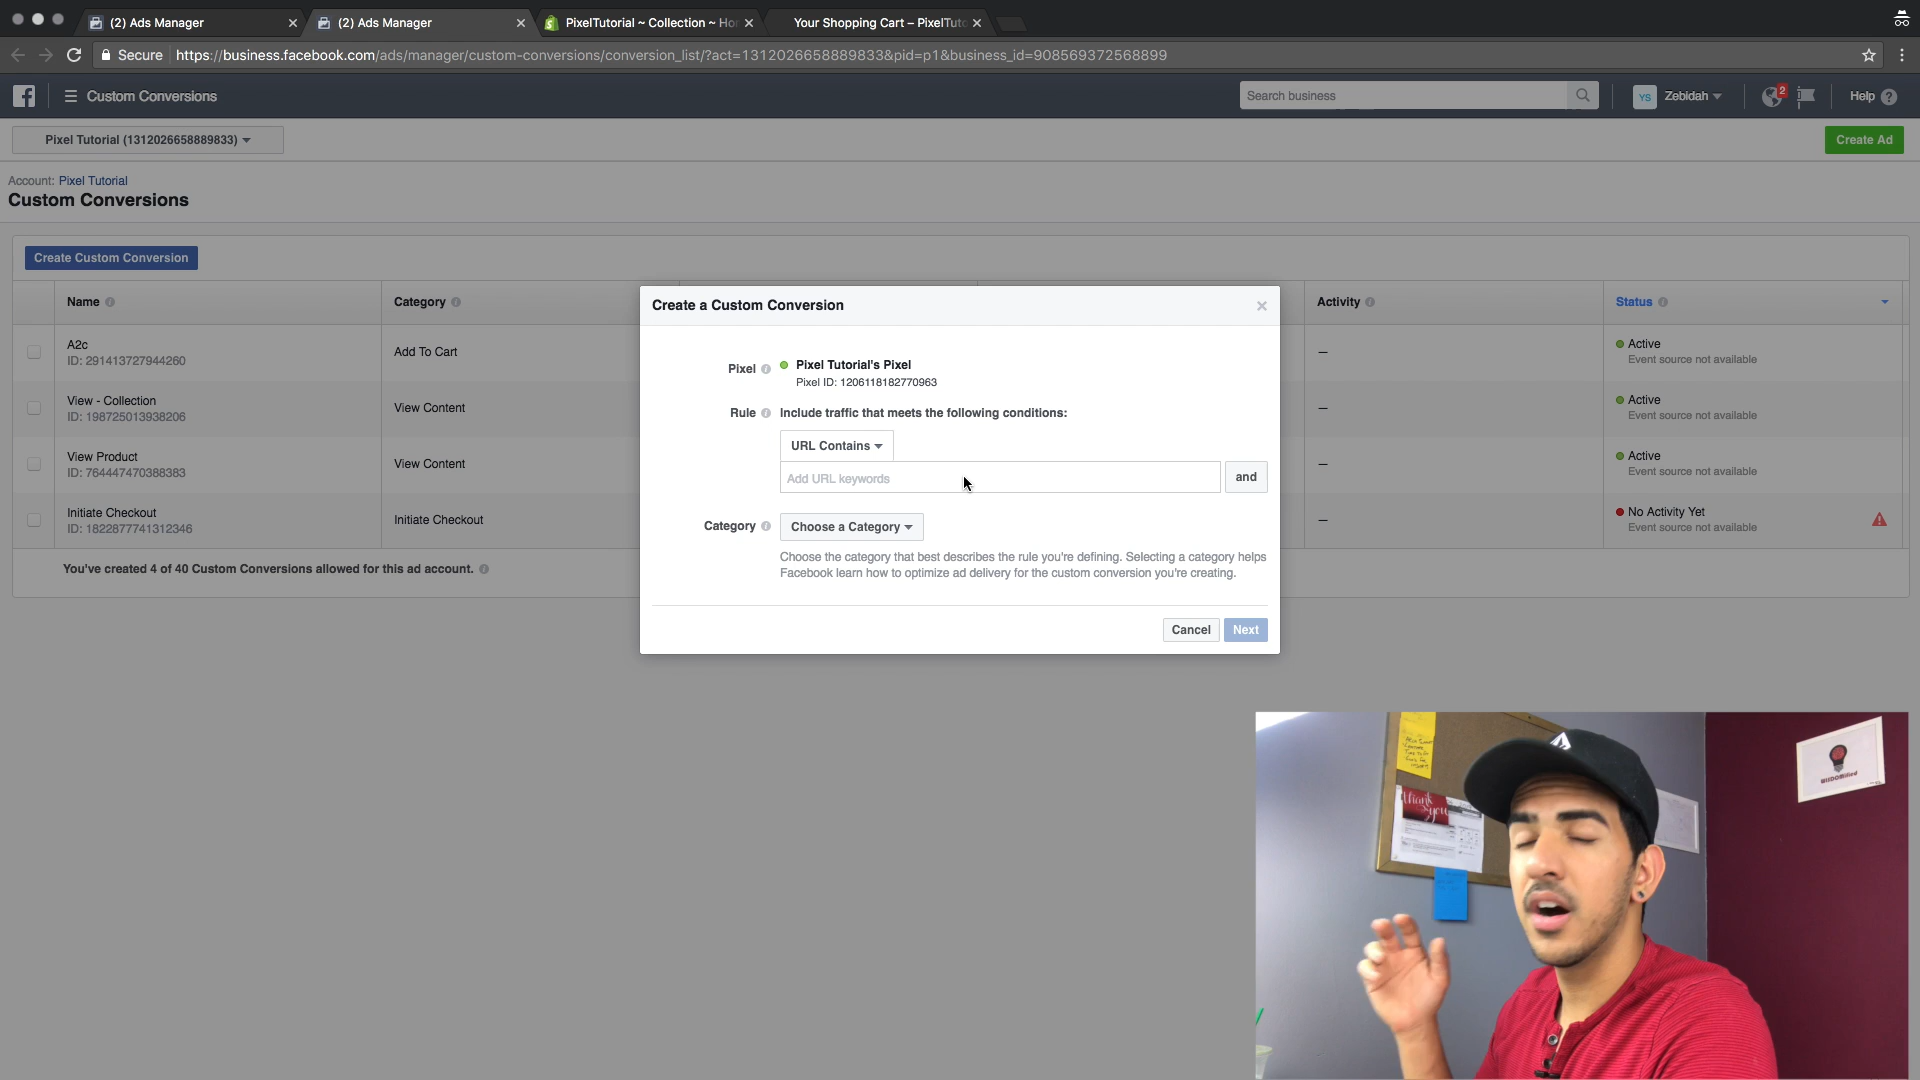 (2) Ads Manager
(2) Ads Manager
PixelTutorial ~ Collection ~ Hor
Your Shopping Cart – PixelTuto
Secure
https://business.facebook.com/ads/manager/custom-conversions/conversion_list/?act=1312026658889833&pid=p1&business_id=908569372568899
Custom Conversions
Search business
YS
Zebidah
2
Help
Pixel Tutorial (1312026658889833)
Create Ad
Account: Pixel Tutorial
Custom Conversions
Create Custom Conversion
Name
Category
Activity
Status
A2c
ID: 291413727944260
Add To Cart
–
Active
Event source not available
View - Collection
ID: 198725013938206
View Content
–
Active
Event source not available
View Product
ID: 764447470388383
View Content
–
Active
Event source not available
Initiate Checkout
ID: 1822877741312346
Initiate Checkout
–
No Activity Yet
Event source not available
You've created 4 of 40 Custom Conversions allowed for this ad account.
Create a Custom Conversion
Pixel
Pixel Tutorial's Pixel
Pixel ID: 1206118182770963
Rule
Include traffic that meets the following conditions:
URL Contains
Add URL keywords
and
Category
Choose a Category
Choose the category that best describes the rule you're defining. Selecting a category helps
Facebook learn how to optimize ad delivery for the custom conversion you're creating.
Cancel
Next
thank
you